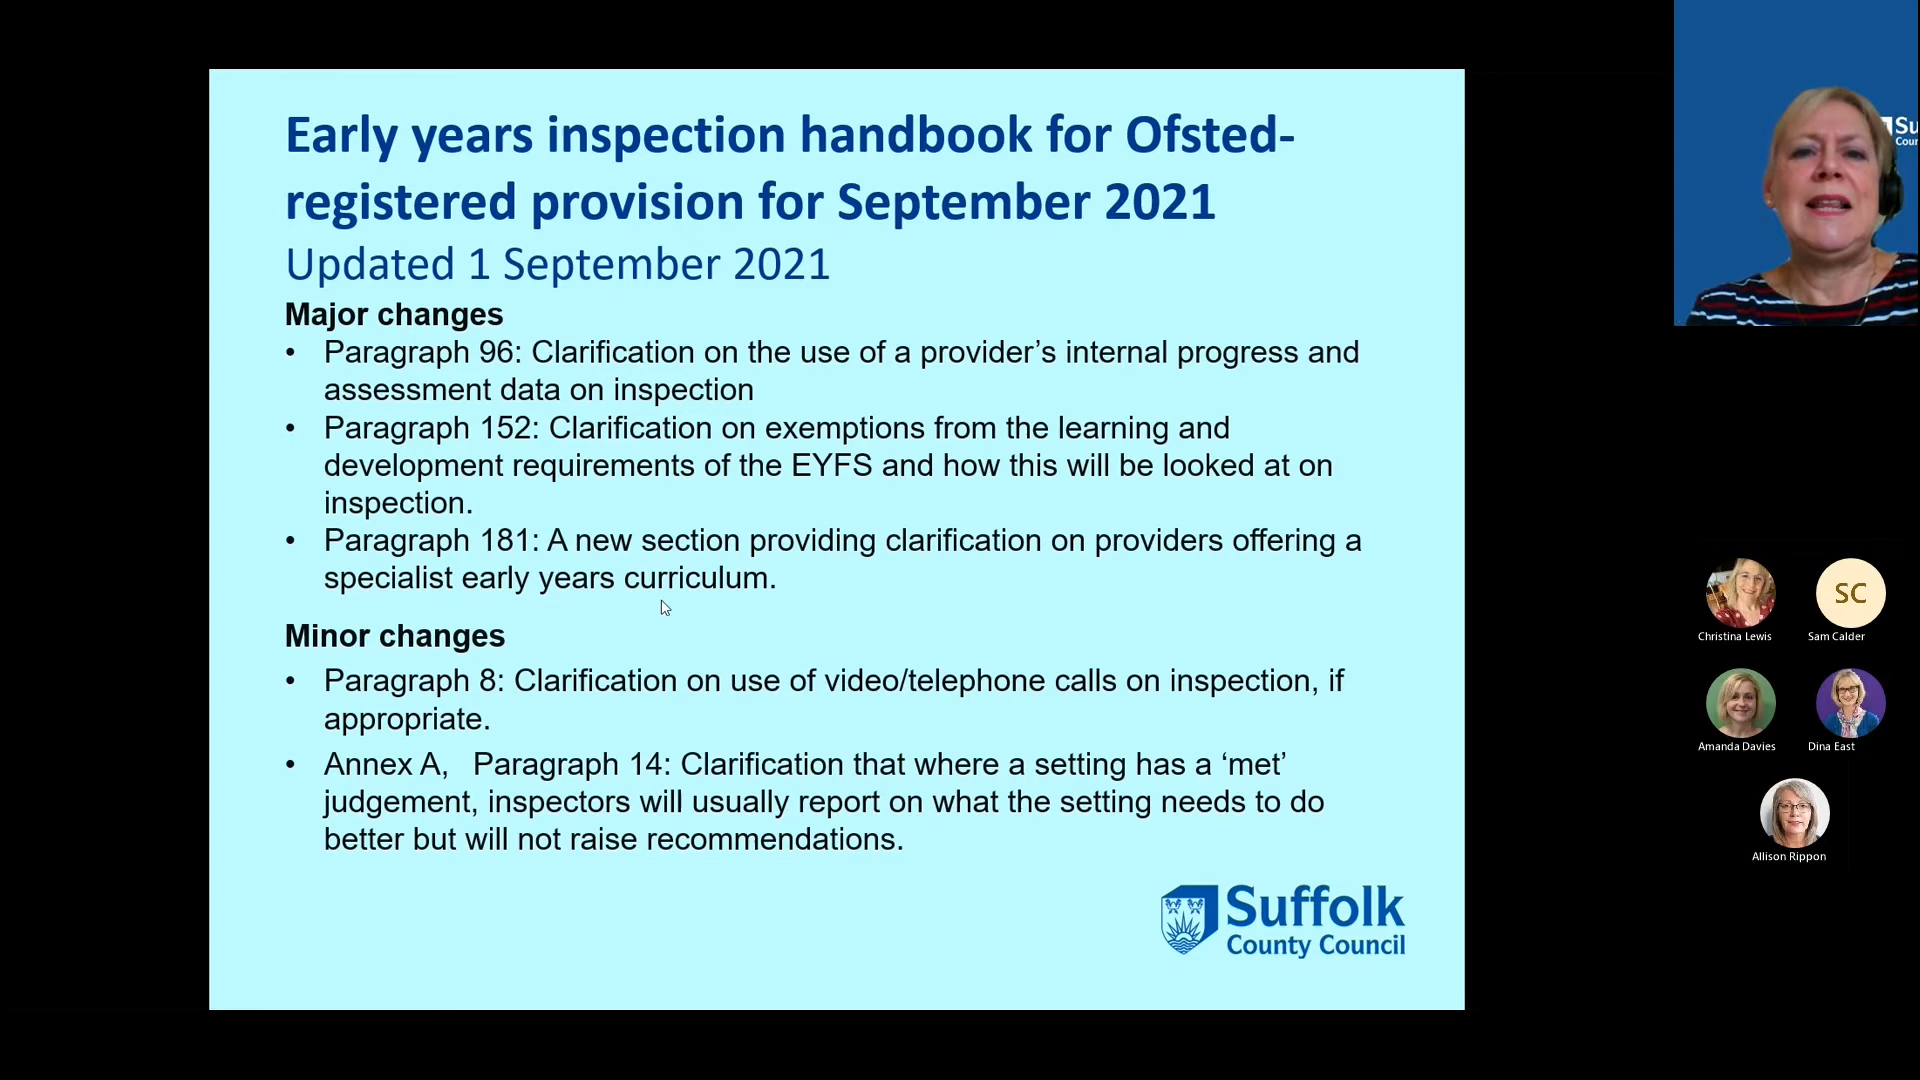 Early years inspection handbook for Ofsted-
registered provision for September 2021
Updated 1 September 2021
Major changes
• Paragraph 96: Clarification on the use of a provider’s internal progress and
assessment data on inspection
• Paragraph 152: Clarification on exemptions from the learning and
development requirements of the EYFS and how this will be looked at on
inspection.
• Paragraph 181: A new section providing clarification on providers offering a
specialist early years curriculum.
Minor changes
• Paragraph 8: Clarification on use of video/telephone calls on inspection, if
appropriate.
• Annex A, Paragraph 14: Clarification that where a setting has a ‘met’
judgement, inspectors will usually report on what the setting needs to do
better but will not raise recommendations.
Suffolk
County Council
Su
Cour
SC
Christina Lewis
Sam Calder
Amanda Davies
Dina East
Allison Rippon